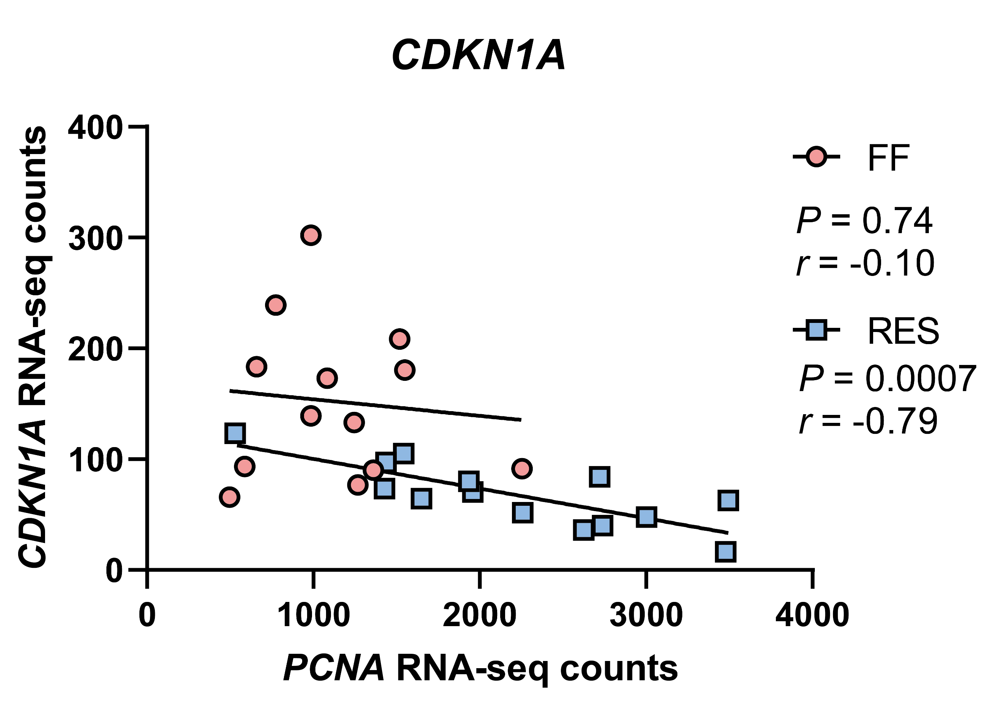 CDKN1A
CDKN1A RNA-seq counts
400
300
200
100
0
0
1000
2000
3000
4000
PCNA RNA-seq counts
FF
P = 0.74
r = -0.10
RES
P = 0.0007
r = -0.79